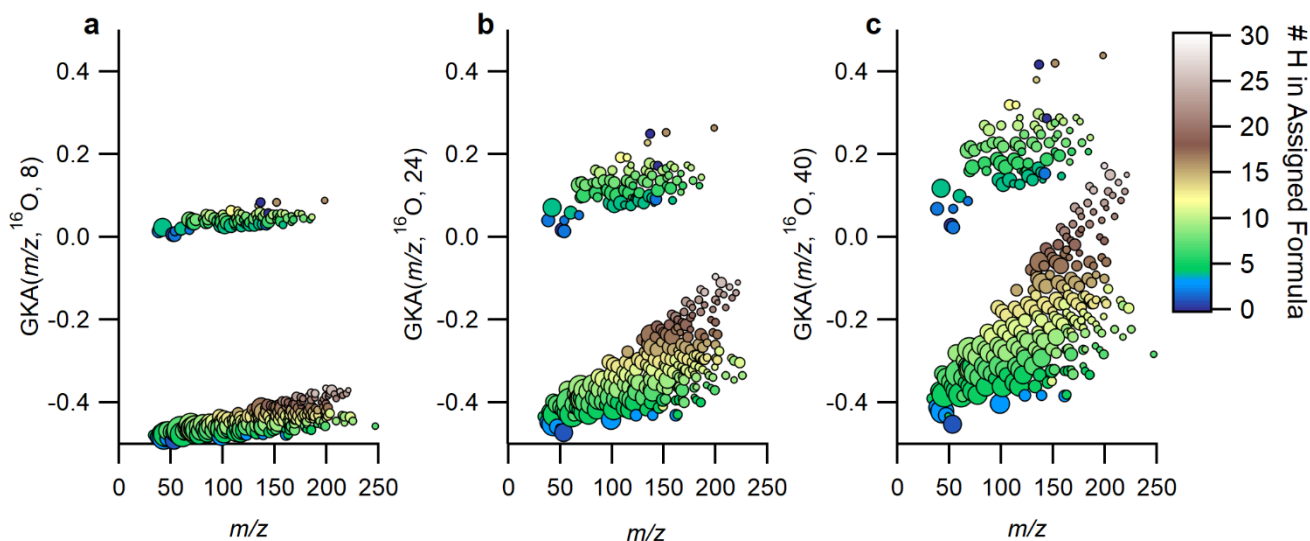 a
b
c
0.4
0.2
0.0
-0.2
-0.4
GKA(m/z, ¹⁶O, 8)
0 50 100 150 200 250
m/z
0.4
0.2
0.0
-0.2
-0.4
GKA(m/z, ¹⁶O, 24)
0 50 100 150 200 250
m/z
0.4
0.2
0.0
-0.2
-0.4
GKA(m/z, ¹⁶O, 40)
0 50 100 150 200 250
m/z
30
25
20
15
10
5
0
# H in Assigned Formula